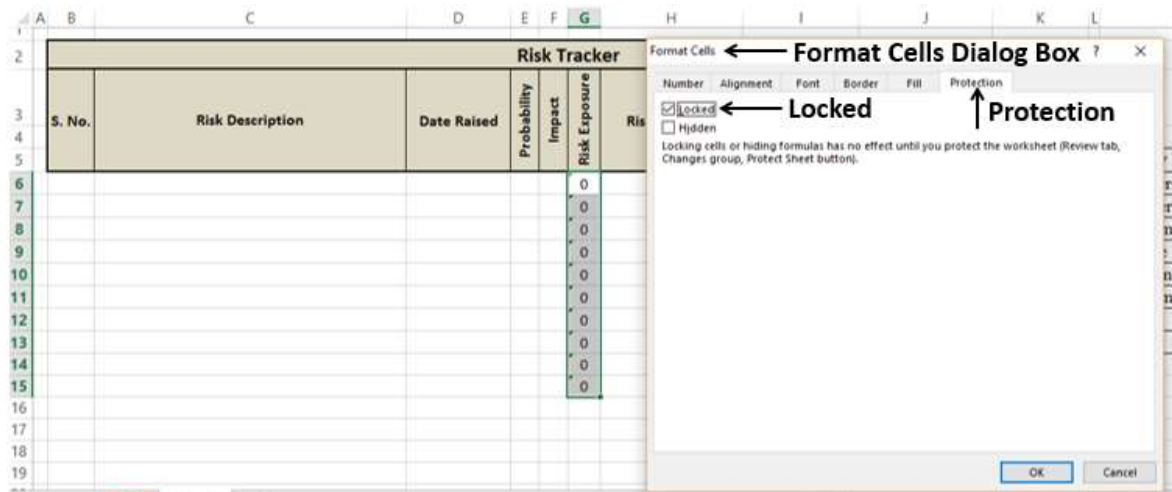 A B C D E F G H I J K L
2 Risk Tracker
3
4
5
S. No. Risk Description Date Raised Probability Impact Risk Exposure Ris
6 0
7 0
8 0
9 0
10 0
11 0
12 0
13 0
14 0
15 0
16
17
18
19
Format Cells Format Cells Dialog Box ? ×
Number Alignment Font Border Fill Protection
Locked Locked Protection
Hidden
Locking cells or hiding formulas has no effect until you protect the worksheet (Review tab,
Changes group, Protect Sheet button).
OK Cancel